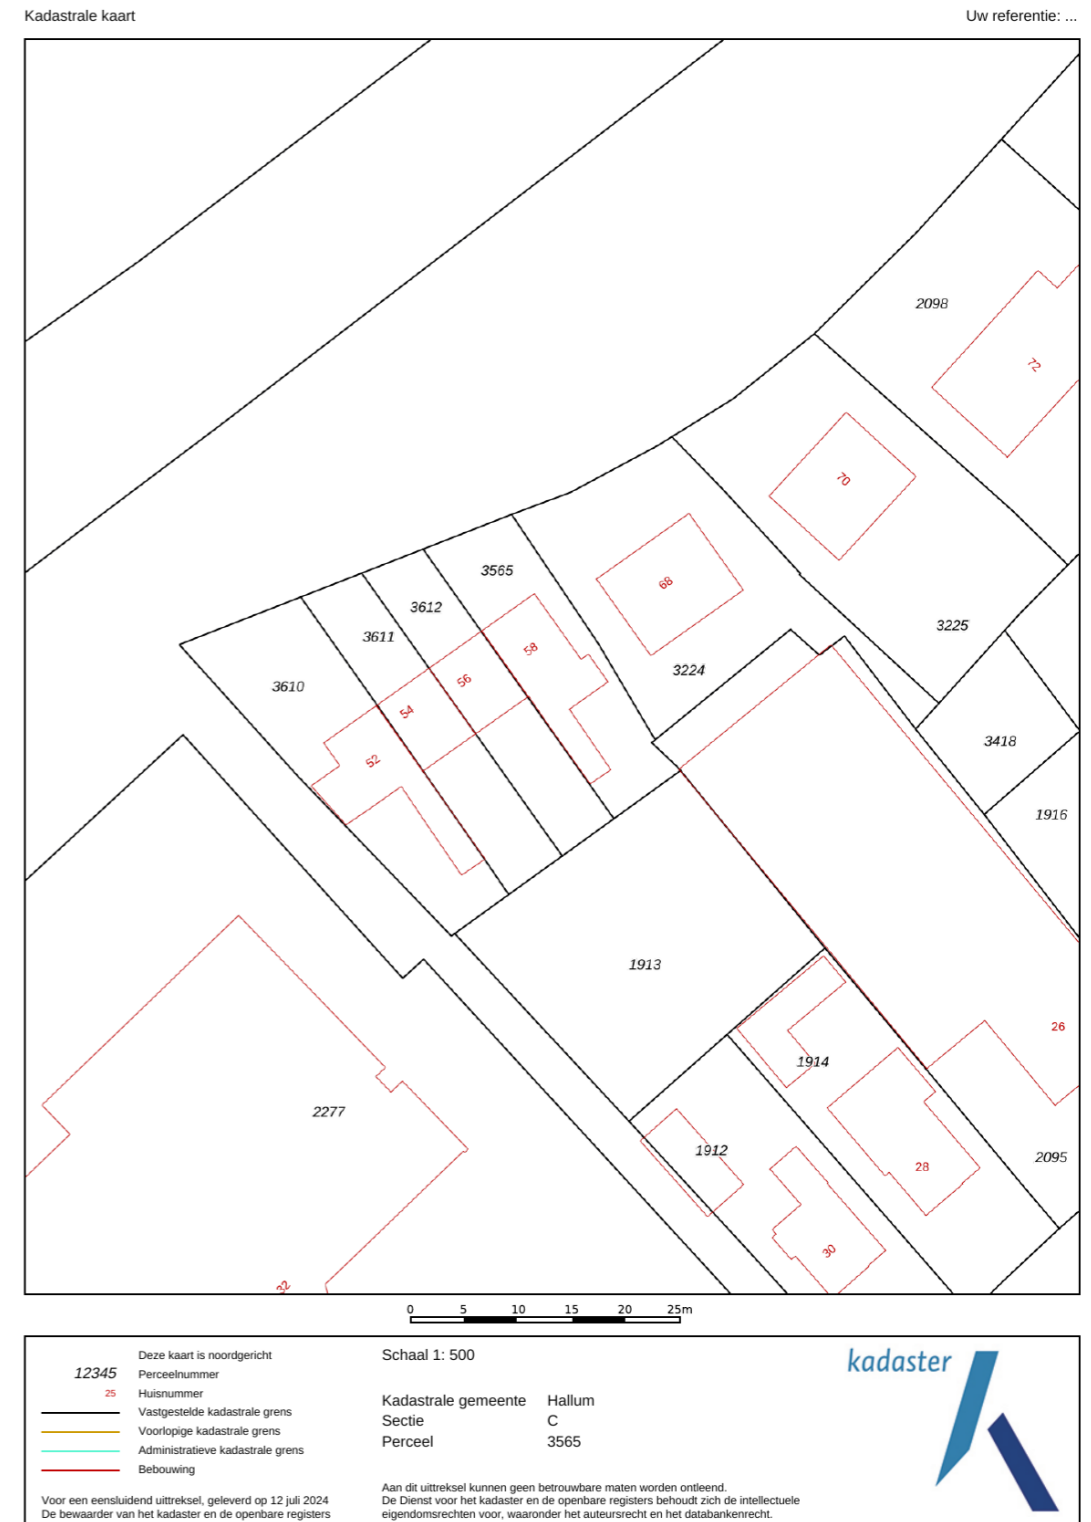 Kadastrale kaart Uw referentie: ...
2098
72
70
3565
68
3612
3225
3611
58
3224
56
3610
54
3418
52
1916
1913
26
1914
2277
1912
2095
28
30
32
0 5 10 15 20 25m
Deze kaart is noordgericht
12345 Perceelnummer
25 Huisnummer
Vastgestelde kadastrale grens
Voorlopige kadastrale grens
Administratieve kadastrale grens
Bebouwing
Voor een eensluidend uittreksel, geleverd op 12 juli 2024
De bewaarder van het kadaster en de openbare registers
Schaal 1: 500
Kadastrale gemeente Hallum
Sectie C
Perceel 3565
Aan dit uittreksel kunnen geen betrouwbare maten worden ontleend.
De Dienst voor het kadaster en de openbare registers behoudt zich de intellectuele
eigendomsrechten voor, waaronder het auteursrecht en het databankenrecht.
kadaster